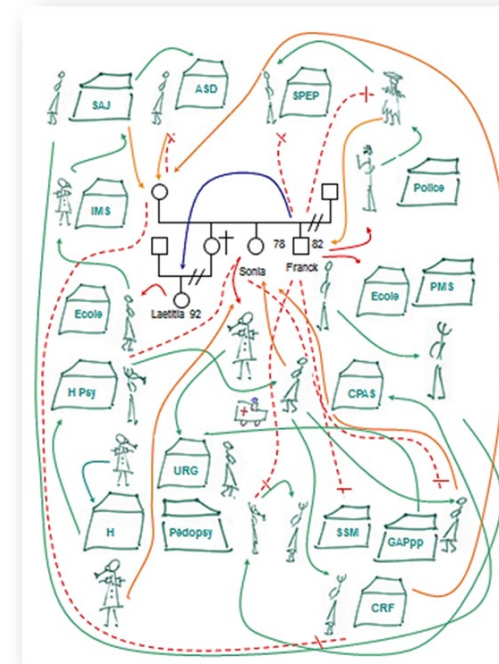 SAJ
ASD
SPEP
IMS
Police
78
82
Sonia
Franck
Ecole
PMS
Ecole
Laetitia 92
H Psy
CPAS
URG
H
Pédopsy
SSM
GAPpp
CRF